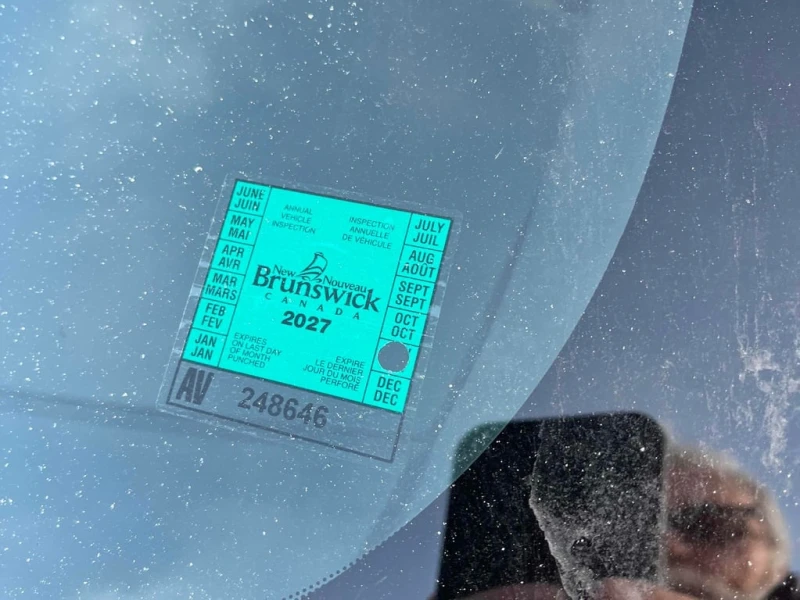 JUNE
JUIN
MAY
MAI
APR
AVR
MAR
MARS
FEB
FEV
JAN
JAN
ANNUAL
VEHICLE
INSPECTION
INSPECTION
ANNUELLE
DE VÉHICULE
New Nouveau
Brunswick
CANADA
2027
EXPIRES
ON LAST DAY
OF MONTH
PUNCHED
EXPIRE
LE DERNIER
JOUR DU MOIS
PERFORÉ
JULY
JUIL
AUG
AOÛT
SEPT
SEPT
OCT
OCT
DEC
DEC
AV 248646